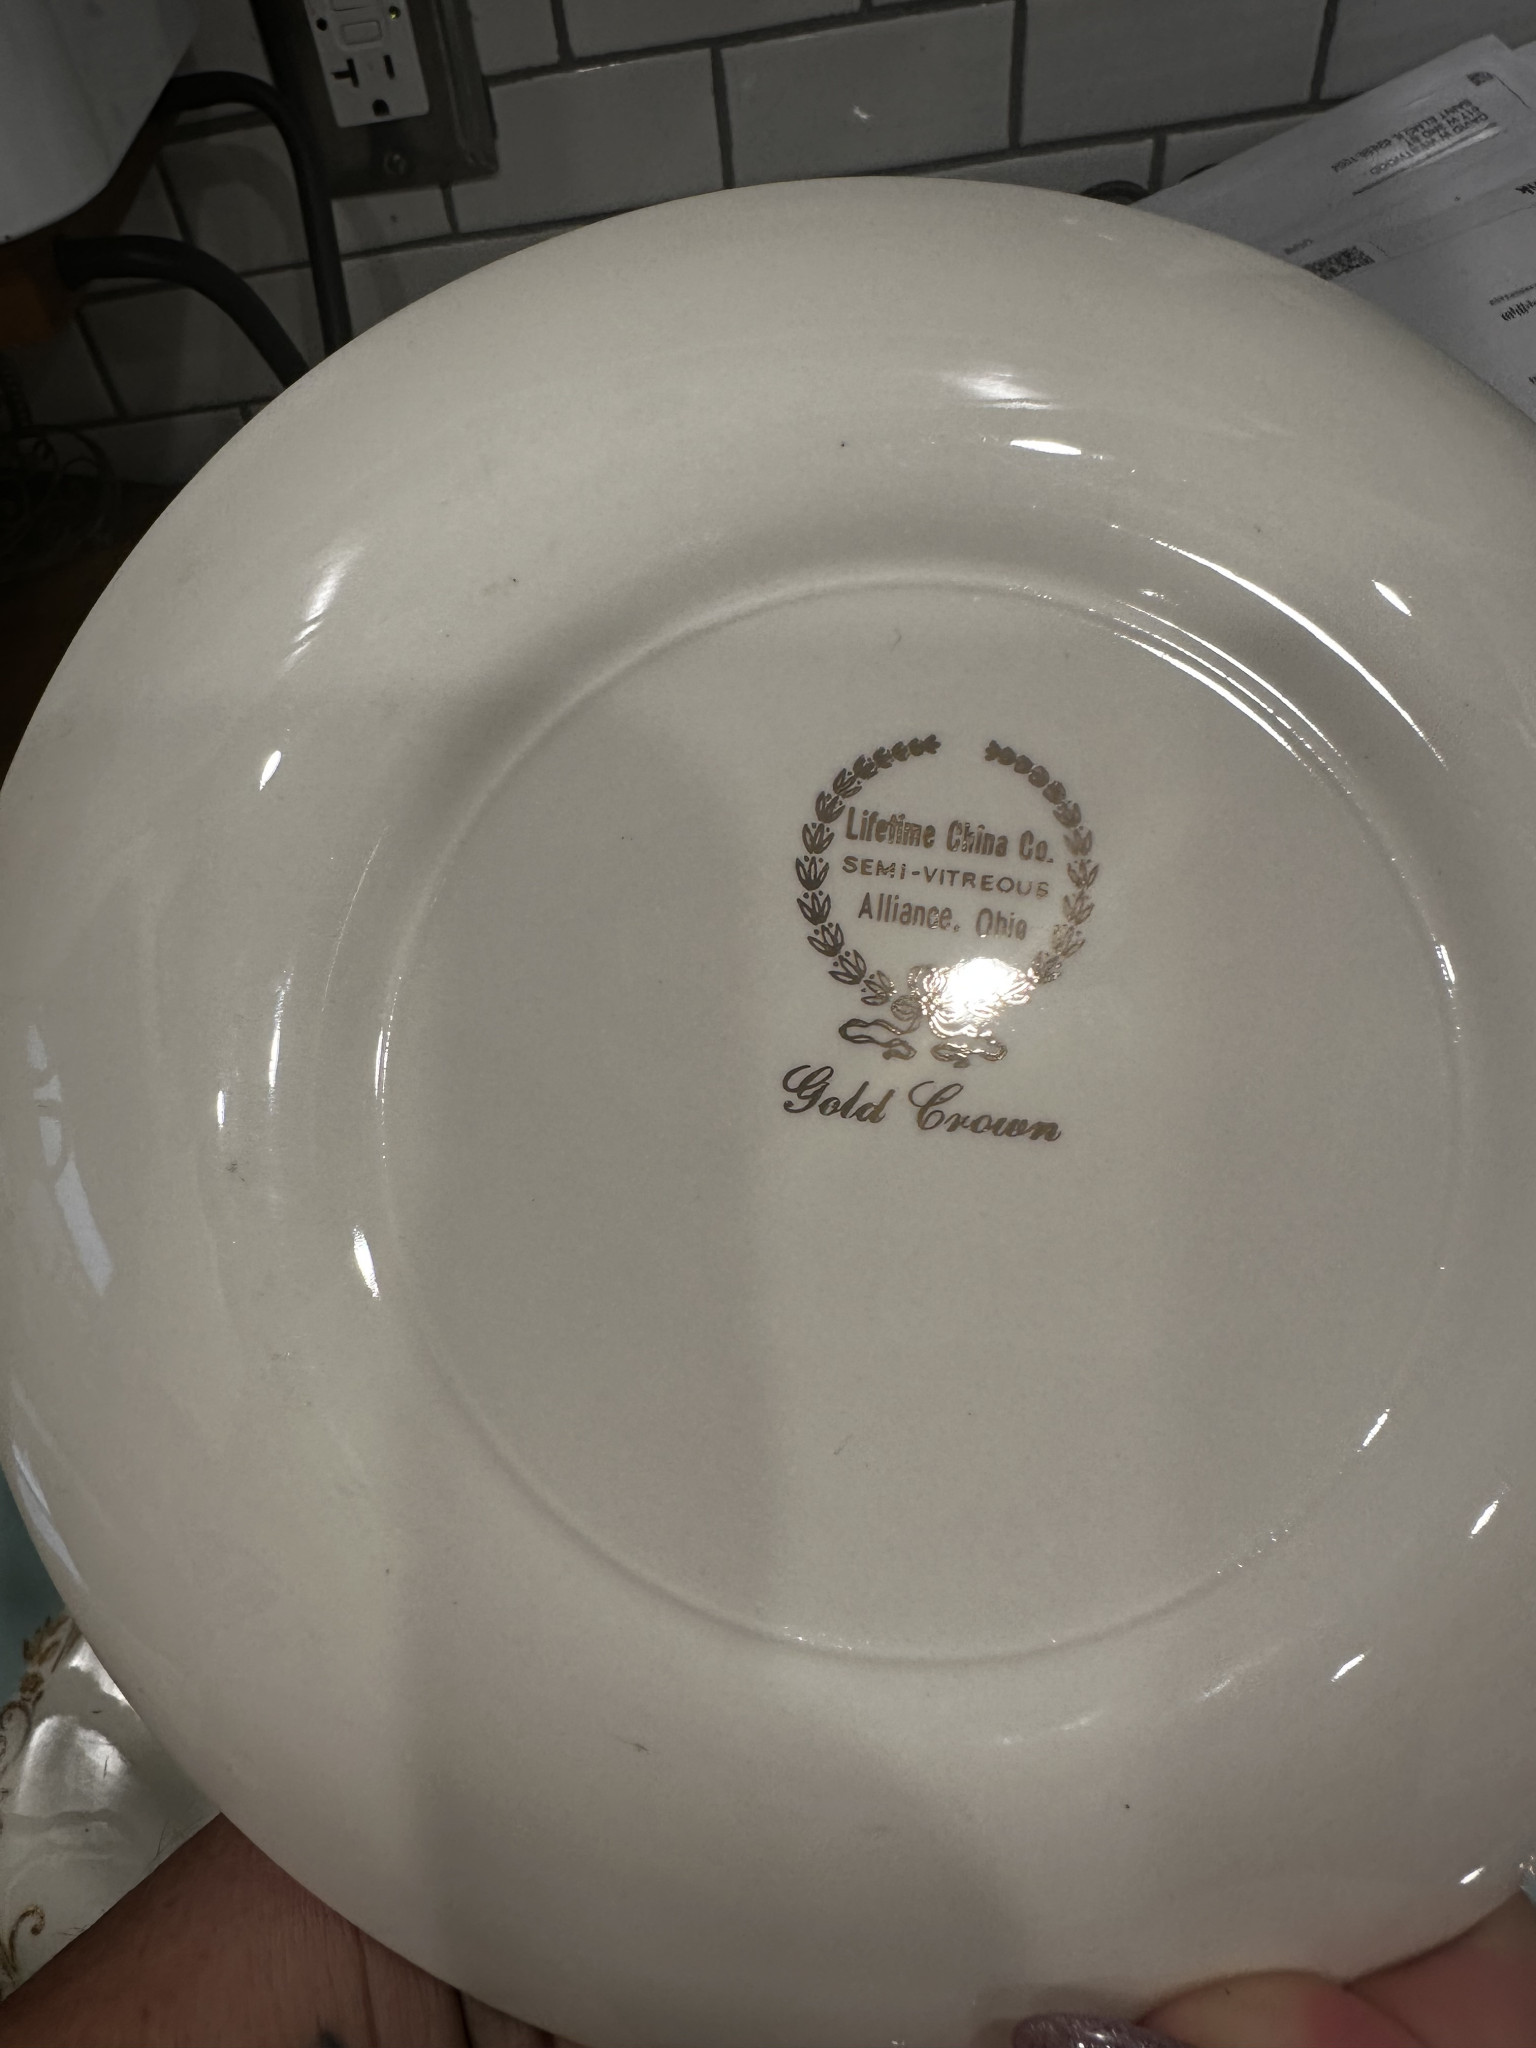 Lifetime China Co.
SEMI-VITREOUS
Alliance, Ohio
Gold Crown